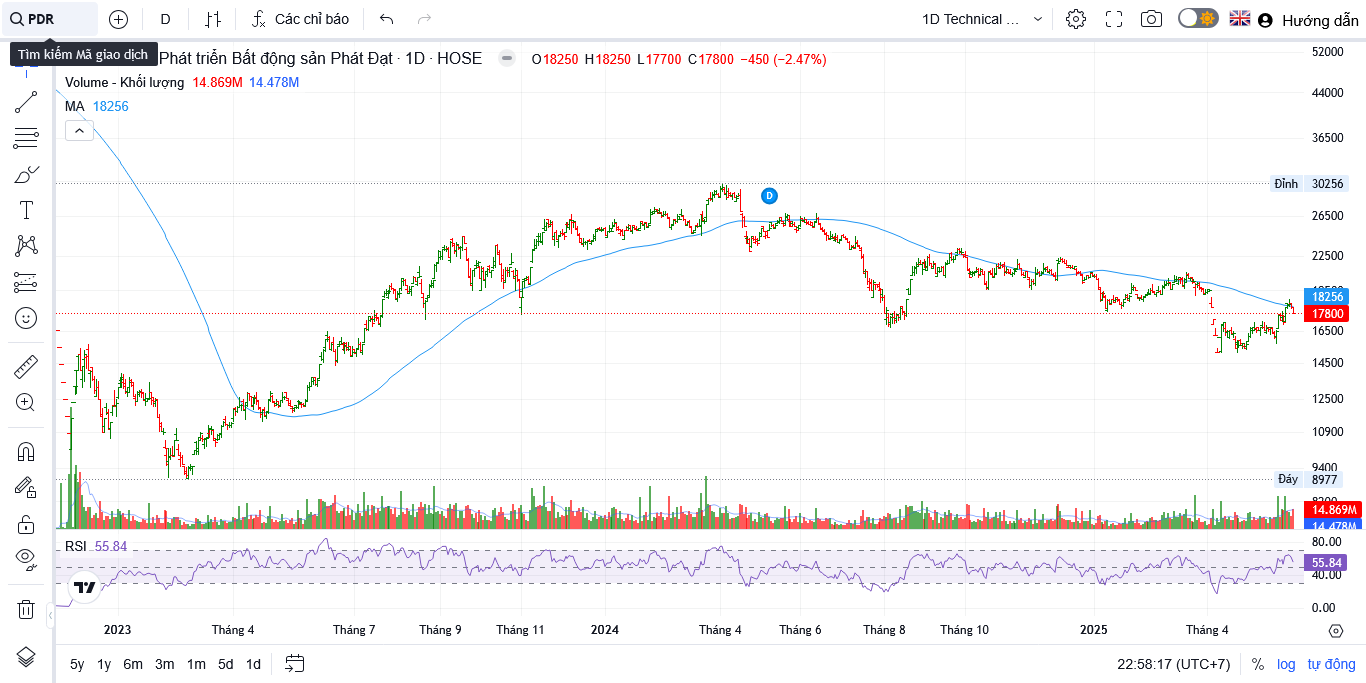 PDR
D
Các chỉ báo
1D Technical ...
Hướng dẫn
Tìm kiếm Mã giao dịch
Phát triển Bất động sản Phát Đạt · 1D · HOSE
O18250 H18250 L17700 C17800 −450 (−2.47%)
Volume - Khối lượng 14.869M 14.478M
MA 18256
52000
44000
36500
Đỉnh 30256
D
26500
22500
18256
17800
16500
14500
12500
10900
9400
Đáy 8977
8200
14.869M
14.478M
RSI 55.84
80.00
55.84
40.00
0.00
2023 Tháng 4 Tháng 7 Tháng 9 Tháng 11 2024 Tháng 4 Tháng 6 Tháng 8 Tháng 10 2025 Tháng 4
5y 1y 6m 3m 1m 5d 1d
22:58:17 (UTC+7) % log tự động